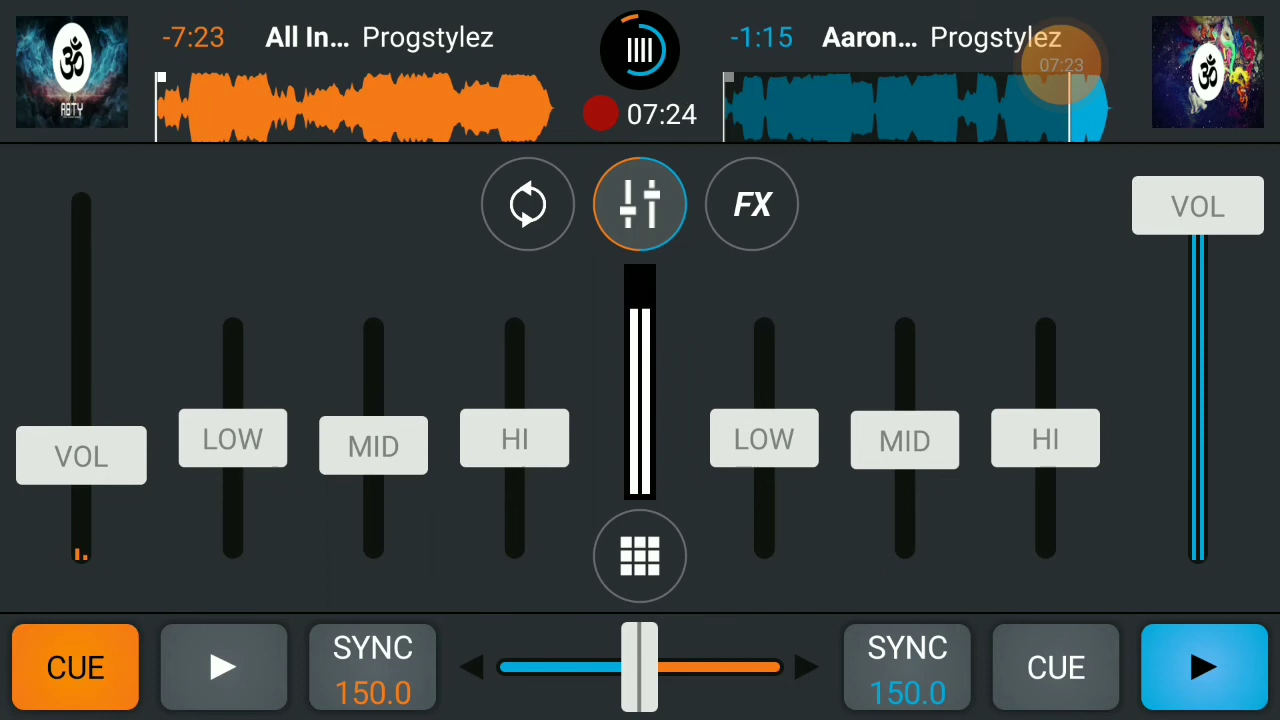 -7:23 All In... Progstylez
07:24
-1:15 Aaron... Progstylez
07:23
ॐ
ABTY
ॐ
FX
VOL
VOL
LOW
MID
HI
LOW
MID
HI
CUE
SYNC
150.0
SYNC
150.0
CUE